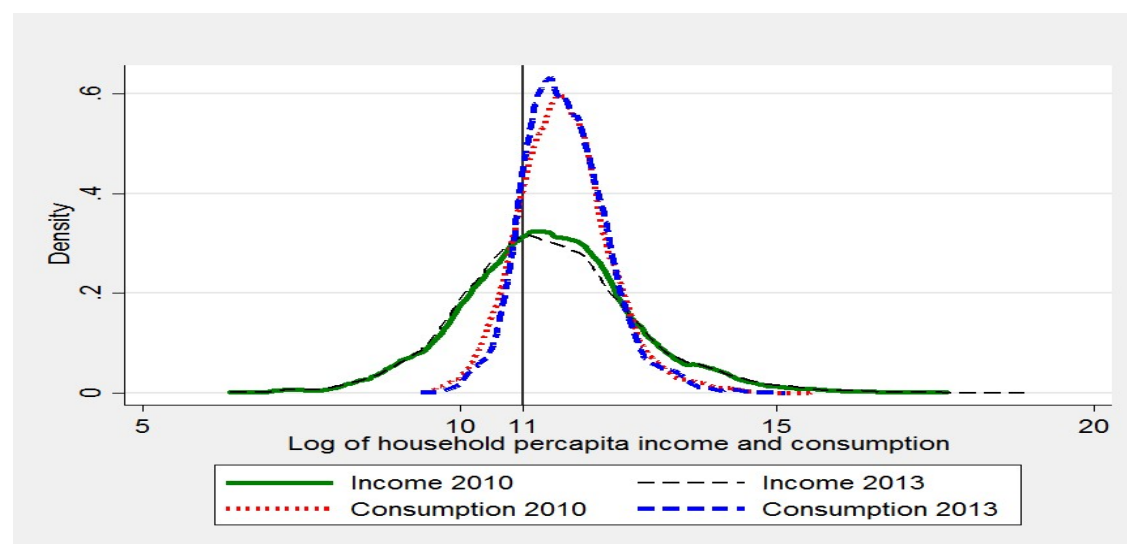 Density
.6
.4
.2
0
5 10 11 15 20
Log of household percapita income and consumption
Income 2010 Income 2013
Consumption 2010 Consumption 2013